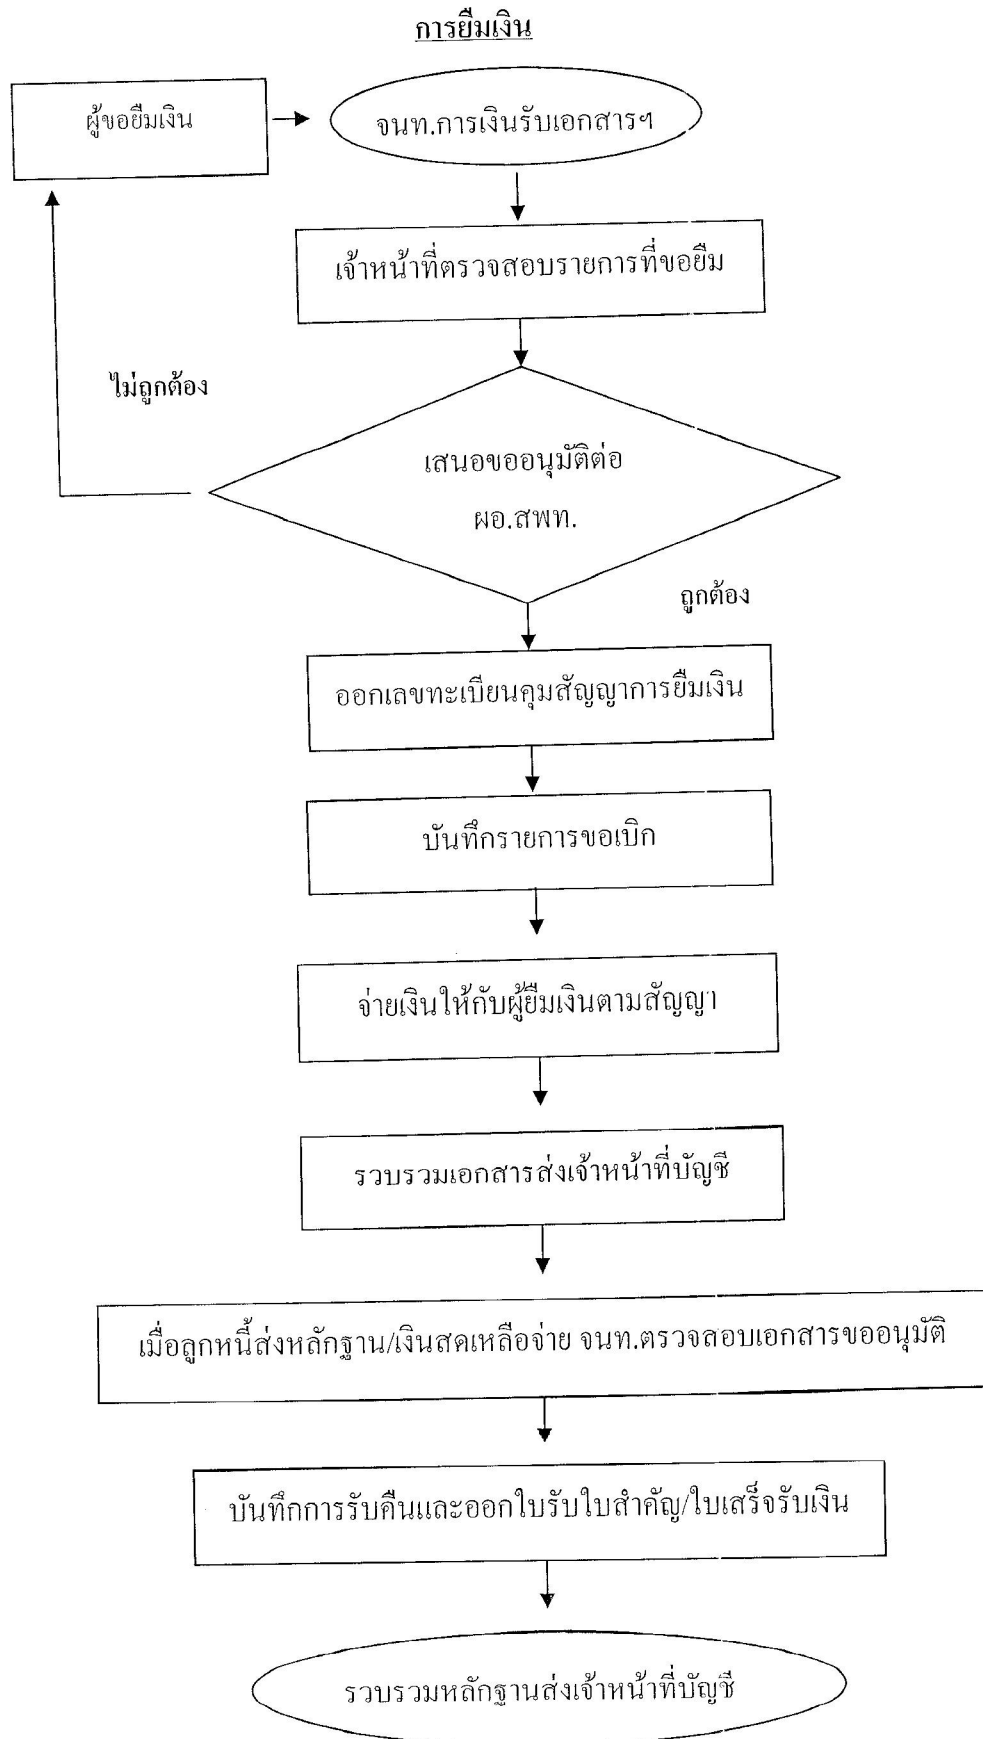 การยืมเงิน
ผู้ขอยืมเงิน
จนท.การเงินรับเอกสารฯ
เจ้าหน้าที่ตรวจสอบรายการที่ขอยืม
ไม่ถูกต้อง
เสนอขออนุมัติต่อ
ผอ.สพท.
ถูกต้อง
ออกเลขทะเบียนคุมสัญญาการยืมเงิน
บันทึกรายการขอเบิก
จ่ายเงินให้กับผู้ยืมเงินตามสัญญา
รวบรวมเอกสารส่งเจ้าหน้าที่บัญชี
เมื่อลูกหนี้ส่งหลักฐาน/เงินสดเหลือจ่าย จนท.ตรวจสอบเอกสารขออนุมัติ
บันทึกการรับคืนและออกใบรับใบสำคัญ/ใบเสร็จรับเงิน
รวบรวมหลักฐานส่งเจ้าหน้าที่บัญชี